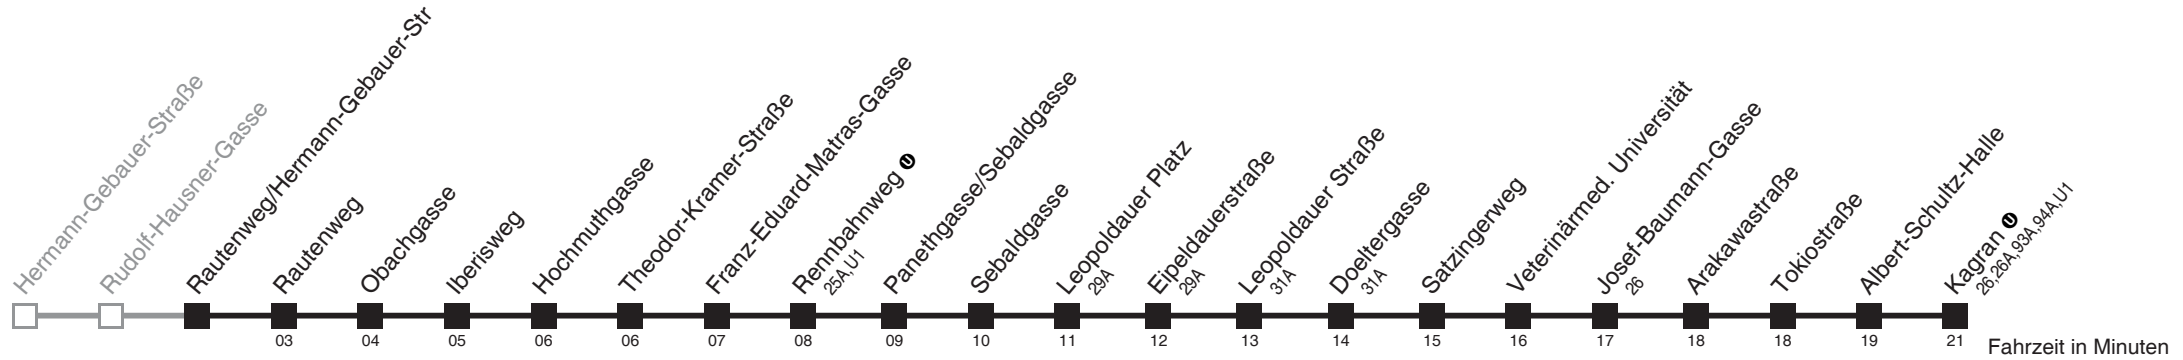 Hermann-Gebauer-Straße
Rudolf-Hausner-Gasse
Rautenweg/Hermann-Gebauer-Str
Rautenweg
Obachgasse
Iberisweg
Hochmuthgasse
Theodor-Kramer-Straße
Franz-Eduard-Matras-Gasse
Rennbahnweg U
25A,U1
Panethgasse/Sebaldgasse
Sebaldgasse
Leopoldauer Platz
29A
Eipeldauerstraße
29A
Leopoldauer Straße
31A
Doeltergasse
31A
Satzingerweg
Veterinärmed. Universität
Josef-Baumann-Gasse
26
Arakawastraße
Tokiostraße
Albert-Schultz-Halle
Kagran U
26,26A,93A,94A,U1
03 04 05 06 06 07 08 09 10 11 12 13 14 15 16 17 18 18 19 21
Fahrzeit in Minuten